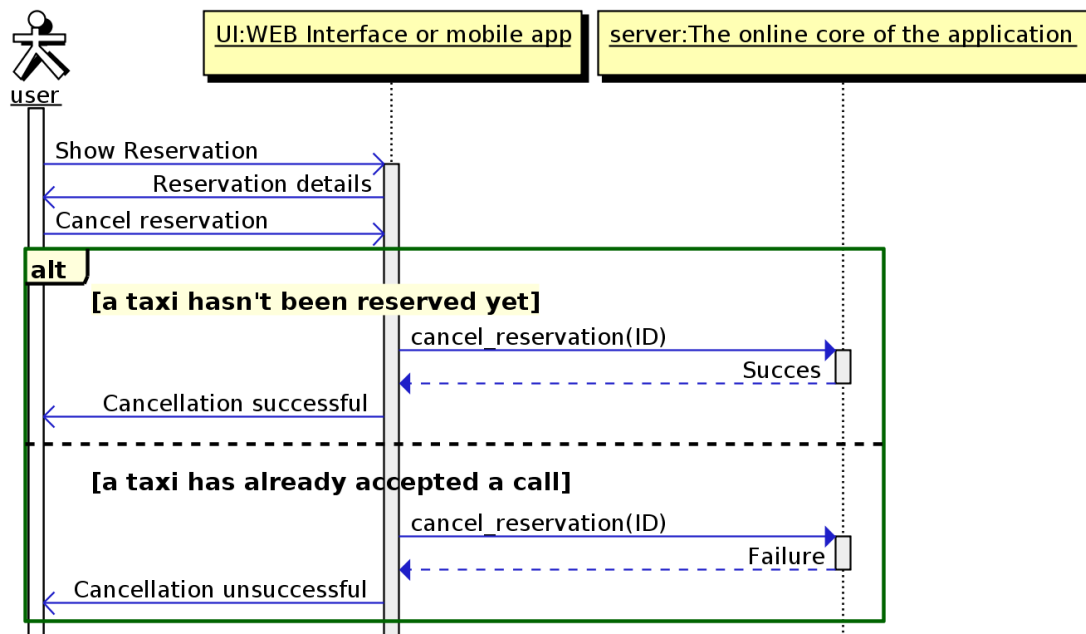 UI:WEB Interface or mobile app
server:The online core of the application
user
Show Reservation
Reservation details
Cancel reservation
alt
[a taxi hasn't been reserved yet]
cancel_reservation(ID)
Succes
Cancellation successful
[a taxi has already accepted a call]
cancel_reservation(ID)
Failure
Cancellation unsuccessful